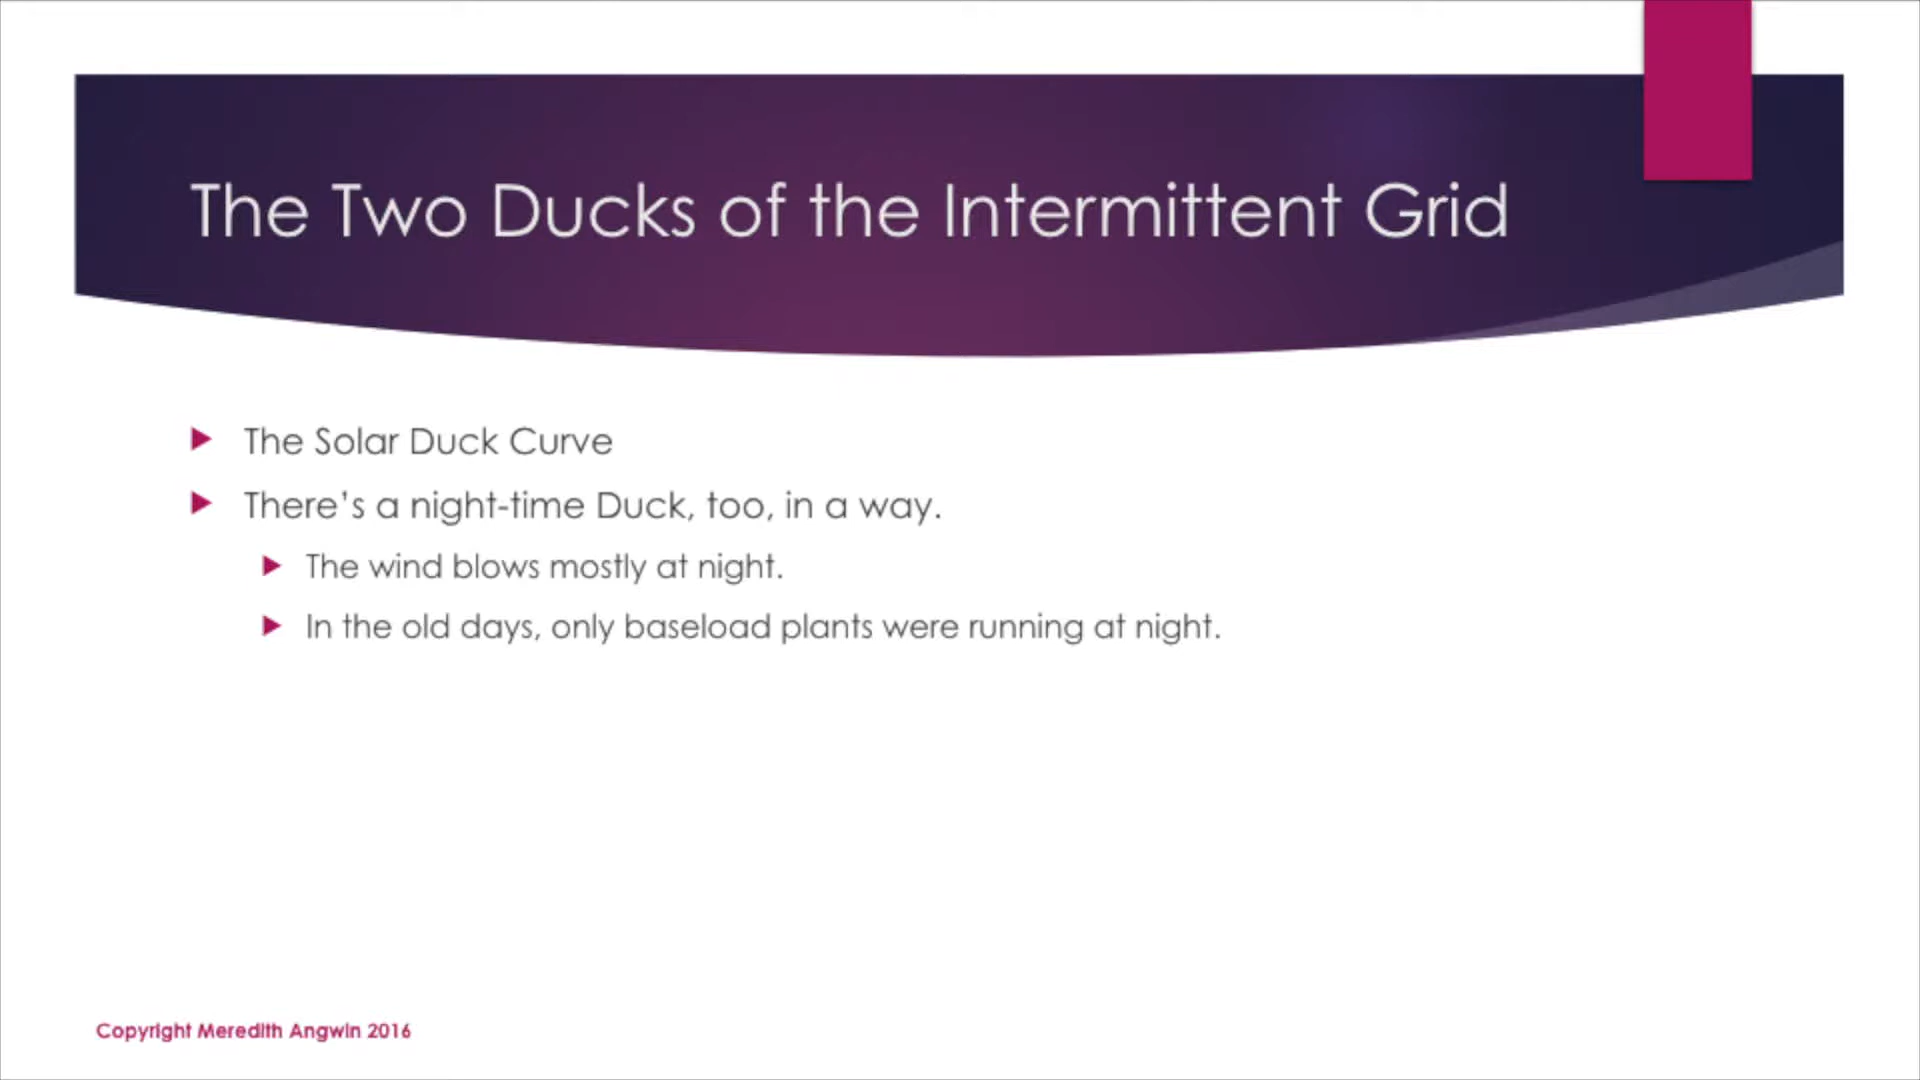 The Two Ducks of the Intermittent Grid
The Solar Duck Curve
There's a night-time Duck, too, in a way.
The wind blows mostly at night.
In the old days, only baseload plants were running at night.
Copyright Meredith Angwin 2016